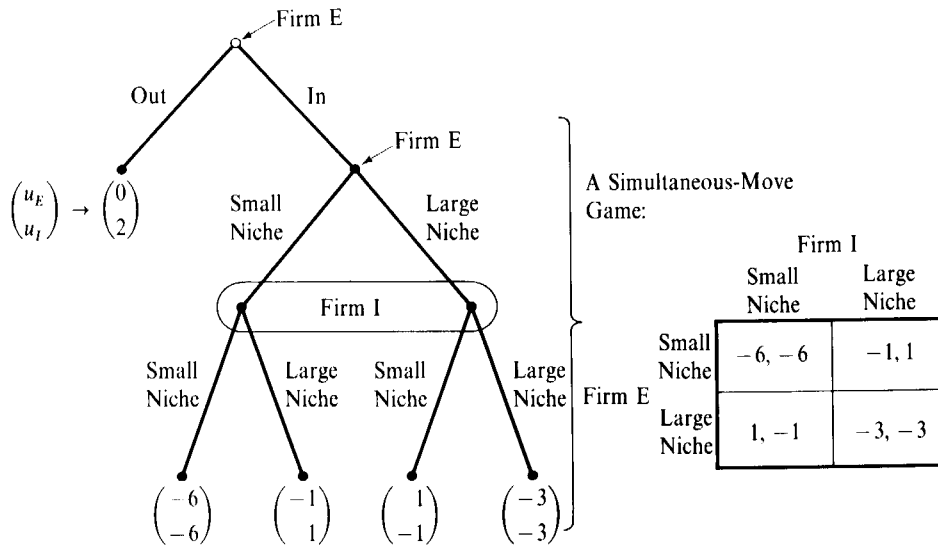 Firm E
Out
In
Firm E
(u_E u_I) → (0 2)
A Simultaneous-Move
Game:
Small
Niche
Large
Niche
Firm I
Firm I
Small
Niche
Large
Niche
Small
Niche
Large
Niche
Small
Niche
Large
Niche
Firm E
Small
Niche
−6, −6
−1, 1
Large
Niche
1, −1
−3, −3
(−6 −6)
(−1 1)
(1 −1)
(−3 −3)